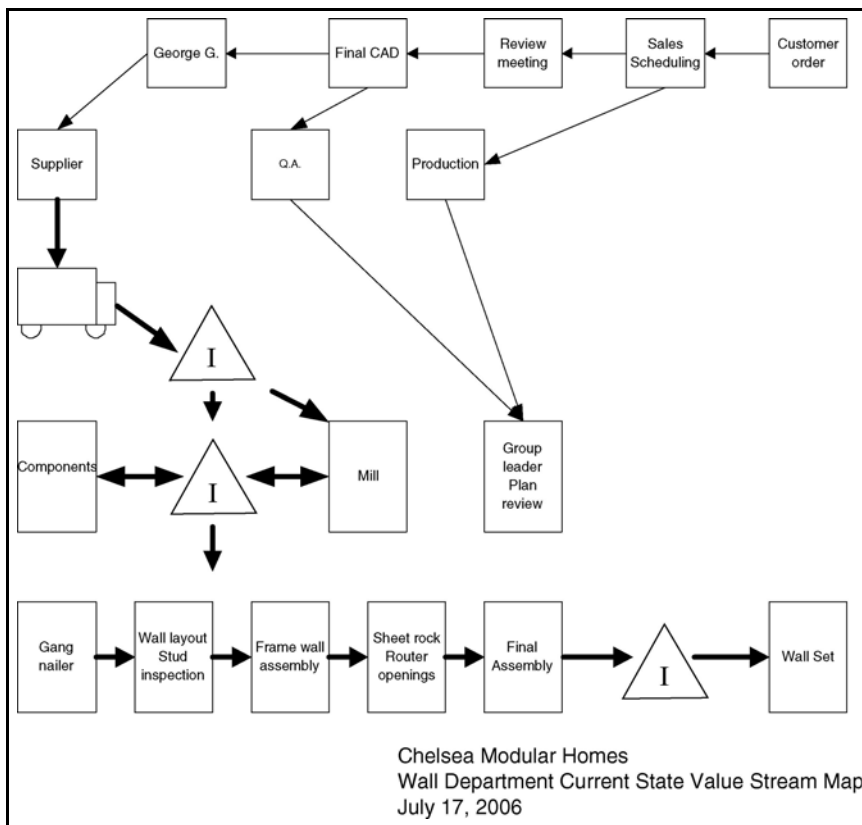 George G.
Final CAD
Review
meeting
Sales
Scheduling
Customer
order
Supplier
Q.A.
Production
I
Components
I
Mill
Group
leader
Plan
review
Gang
nailer
Wall layout
Stud
inspection
Frame wall
assembly
Sheet rock
Router
openings
Final
Assembly
I
Wall Set
Chelsea Modular Homes
Wall Department Current State Value Stream Map
July 17, 2006